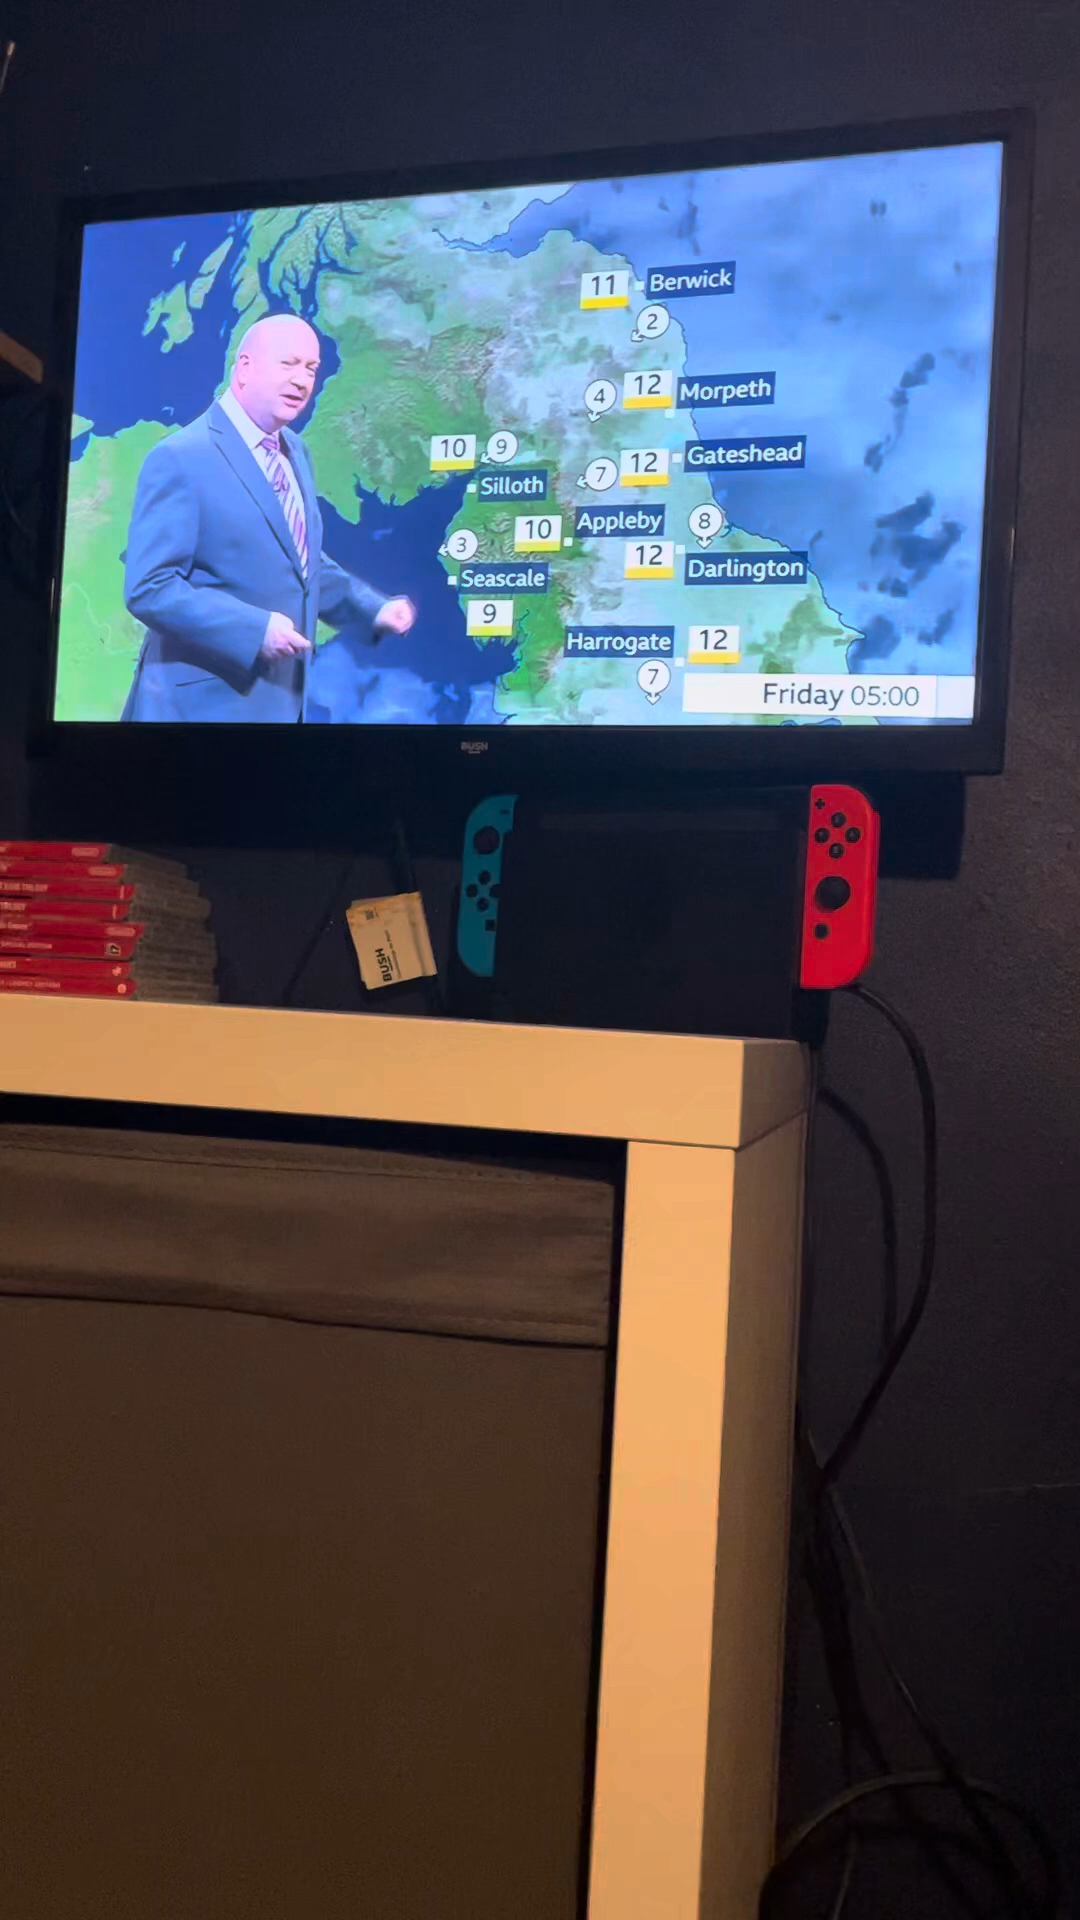 11 Berwick
2
4 12 Morpeth
10 9
Silloth
7 12 Gateshead
Appleby
10
8
3
12 Darlington
Seascale
9
Harrogate 12
7
Friday 05:00
BUSH
BUSH
TRILOGY